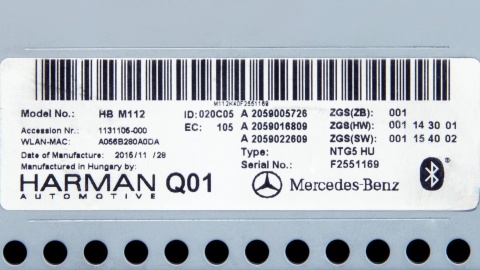 M112HA0F2551169
Model No.: HB M112 ID:020C05 A 2059005726 ZGS(ZB): 001
Accession Nr.: 1131106-000 EC: 105 A 2059016809 ZGS(HW): 001 14 30 01
WLAN-MAC: A056B280A0DA A 2059022609 ZGS(SW): 001 15 40 02
Date of Manufacture: 2016/11 /28 Type: NTG5 HU
Manufactured in Hungary by: Serial No.: F2551169
HARMAN Q01 Mercedes-Benz
AUTOMOTIVE